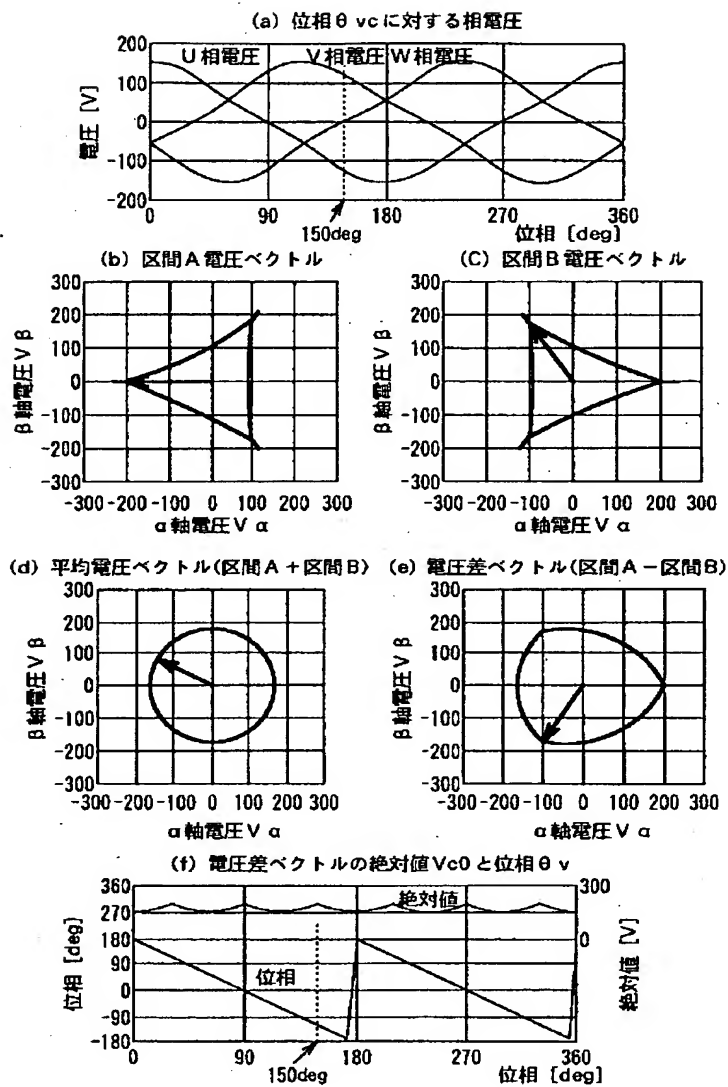 (a) 位相θvcに対する相電圧
200
U相電圧 V相電圧 W相電圧
100
0
-100
-200
電圧 [V]
0 90 180 270 360
150deg 位相 [deg]
(b) 区間A電圧ベクトル
300
200
100
0
-100
-200
-300
β軸電圧Vβ
-300 -200 -100 0 100 200 300
α軸電圧Vα
(C) 区間B電圧ベクトル
300
200
100
0
-100
-200
-300
β軸電圧Vβ
-300 -200 -100 0 100 200 300
α軸電圧Vα
(d) 平均電圧ベクトル(区間A+区間B)
300
200
100
0
-100
-200
-300
β軸電圧Vβ
-300 -200 -100 0 100 200 300
α軸電圧Vα
(e) 電圧差ベクトル(区間A-区間B)
300
200
100
0
-100
-200
-300
β軸電圧Vβ
-300 -200 -100 0 100 200 300
α軸電圧Vα
(f) 電圧差ベクトルの絶対値Vc0と位相θv
360
270
180
90
0
-90
-180
位相 [deg]
絶対値
位相
300
0
絶対値 [V]
0 90 180 270 360
150deg 位相 [deg]